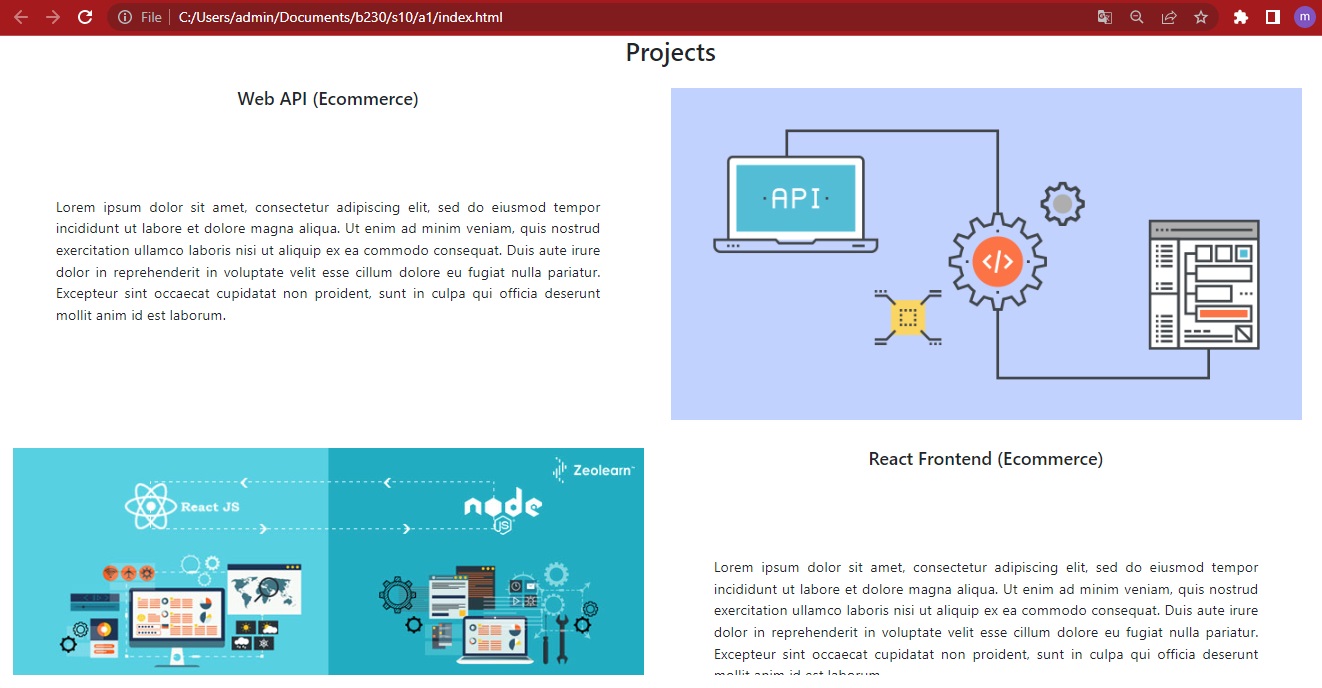 File
C:/Users/admin/Documents/b230/s10/a1/index.html
m
Projects
Web API (Ecommerce)
Lorem ipsum dolor sit amet, consectetur adipiscing elit, sed do eiusmod tempor
incididunt ut labore et dolore magna aliqua. Ut enim ad minim veniam, quis nostrud
exercitation ullamco laboris nisi ut aliquip ex ea commodo consequat. Duis aute irure
dolor in reprehenderit in voluptate velit esse cillum dolore eu fugiat nulla pariatur.
Excepteur sint occaecat cupidatat non proident, sunt in culpa qui officia deserunt
mollit anim id est laborum.
·API·
</>
Zeolearn
React JS
node
JS
React Frontend (Ecommerce)
Lorem ipsum dolor sit amet, consectetur adipiscing elit, sed do eiusmod tempor
incididunt ut labore et dolore magna aliqua. Ut enim ad minim veniam, quis nostrud
exercitation ullamco laboris nisi ut aliquip ex ea commodo consequat. Duis aute irure
dolor in reprehenderit in voluptate velit esse cillum dolore eu fugiat nulla pariatur.
Excepteur sint occaecat cupidatat non proident, sunt in culpa qui officia deserunt
mollit anim id est laborum.